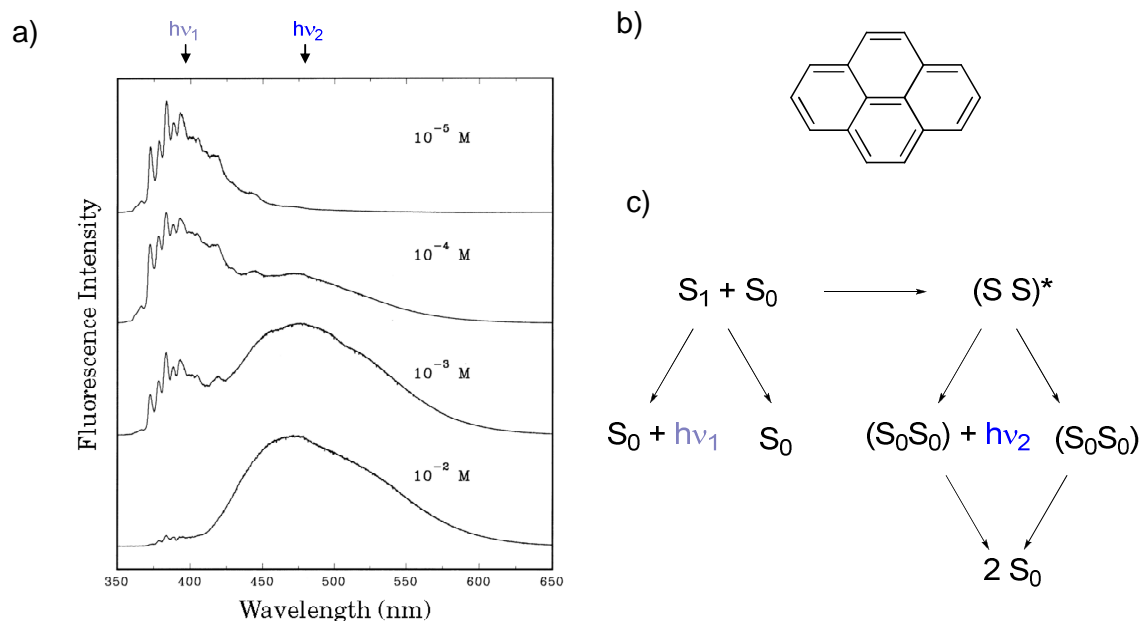 a)
hν₁
hν₂
10⁻⁵ M
10⁻⁴ M
10⁻³ M
10⁻² M
Fluorescence Intensity
350 400 450 500 550 600 650
Wavelength (nm)
b)
c)
S₁ + S₀
(S S)*
S₀ + hν₁
S₀
(S₀S₀) + hν₂
(S₀S₀)
2 S₀